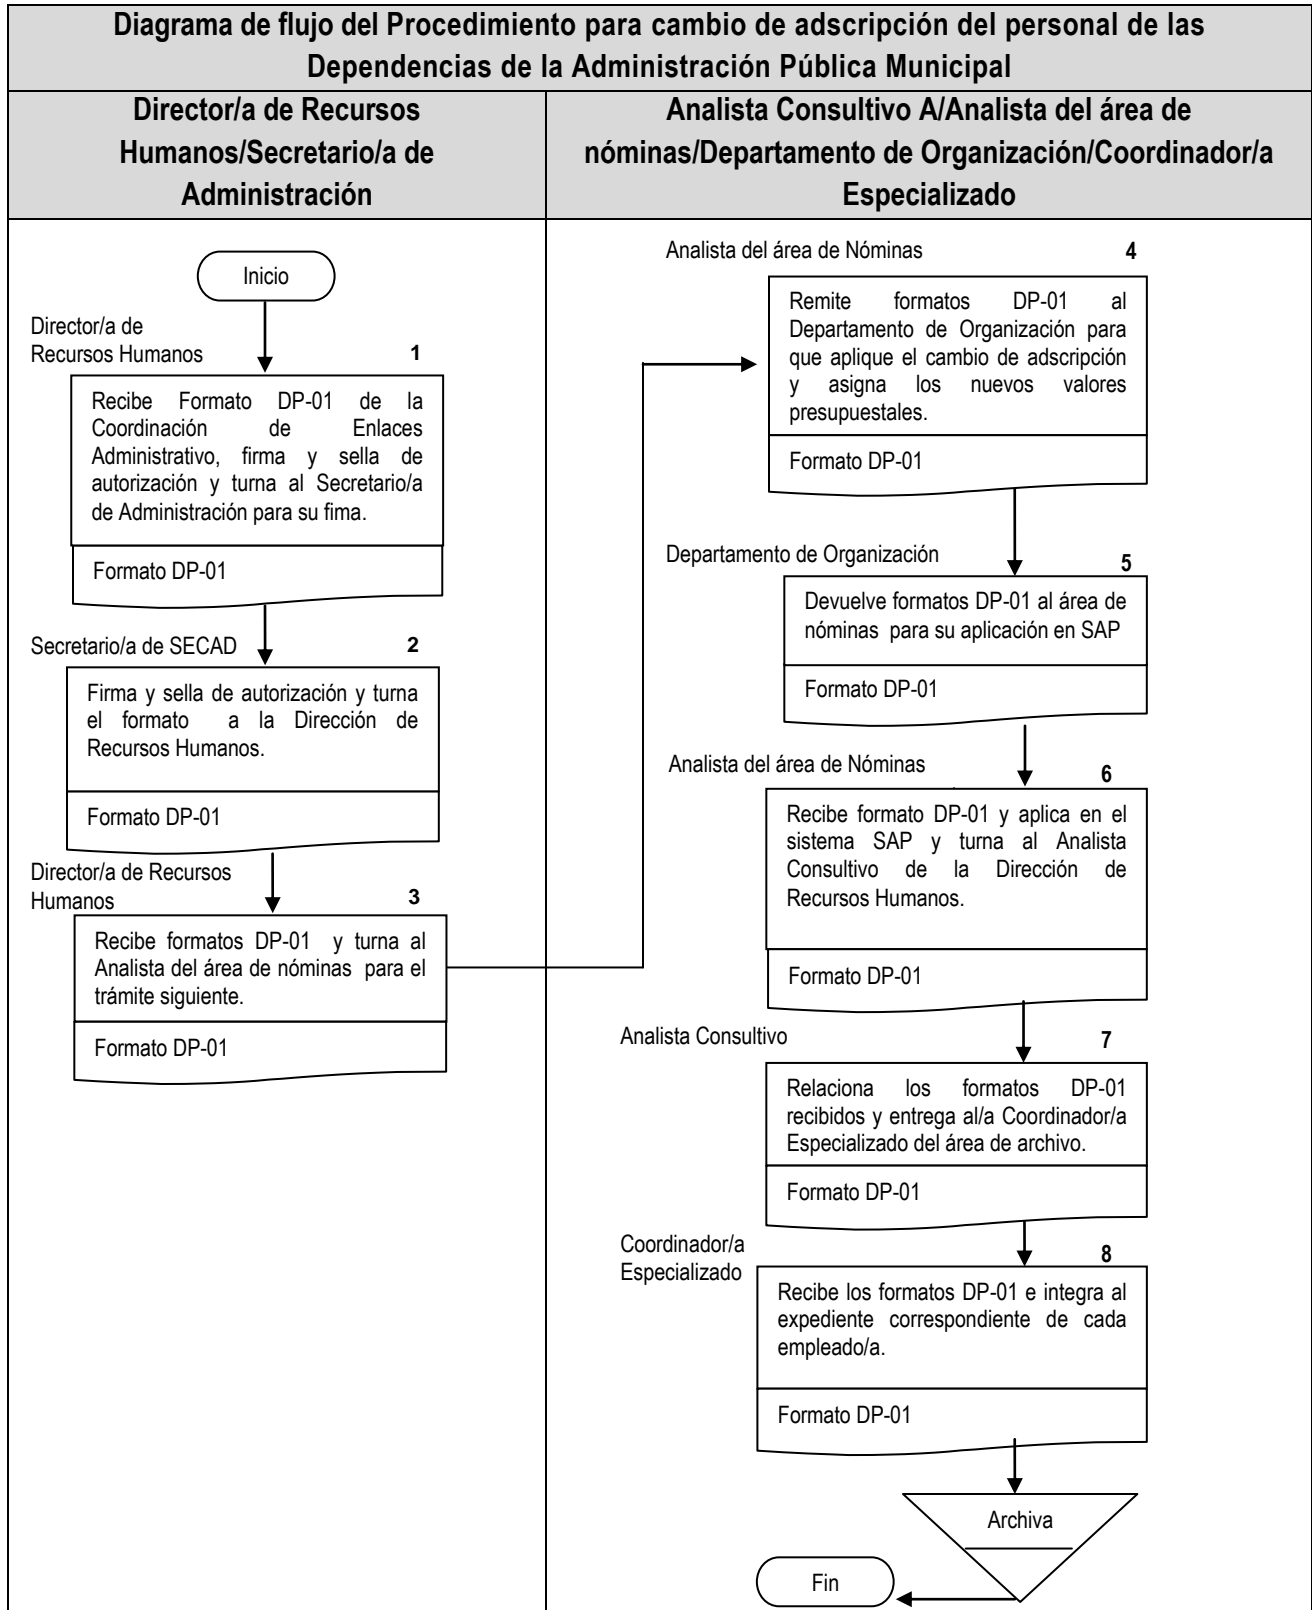 Diagrama de flujo del Procedimiento para cambio de adscripción del personal de las
Dependencias de la Administración Pública Municipal
Director/a de Recursos
Humanos/Secretario/a de
Administración
Analista Consultivo A/Analista del área de
nóminas/Departamento de Organización/Coordinador/a
Especializado
Inicio
Director/a de
Recursos Humanos
1
Recibe Formato DP-01 de la
Coordinación de Enlaces
Administrativo, firma y sella de
autorización y turna al Secretario/a
de Administración para su fima.
Formato DP-01
Secretario/a de SECAD
2
Firma y sella de autorización y turna
el formato a la Dirección de
Recursos Humanos.
Formato DP-01
Director/a de Recursos
Humanos
3
Recibe formatos DP-01 y turna al
Analista del área de nóminas para el
trámite siguiente.
Formato DP-01
Analista del área de Nóminas
4
Remite formatos DP-01 al
Departamento de Organización para
que aplique el cambio de adscripción
y asigna los nuevos valores
presupuestales.
Formato DP-01
Departamento de Organización
5
Devuelve formatos DP-01 al área de
nóminas para su aplicación en SAP
Formato DP-01
Analista del área de Nóminas
6
Recibe formato DP-01 y aplica en el
sistema SAP y turna al Analista
Consultivo de la Dirección de
Recursos Humanos.
Formato DP-01
Analista Consultivo
7
Relaciona los formatos DP-01
recibidos y entrega al/a Coordinador/a
Especializado del área de archivo.
Formato DP-01
Coordinador/a
Especializado
8
Recibe los formatos DP-01 e integra al
expediente correspondiente de cada
empleado/a.
Formato DP-01
Archiva
Fin